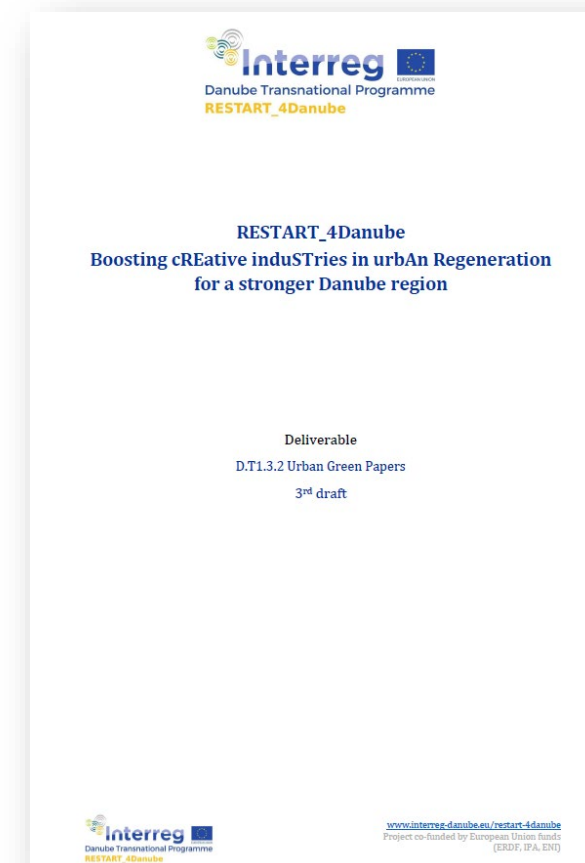 Interreg
EUROPEAN UNION
Danube Transnational Programme
RESTART_4Danube
RESTART_4Danube
Boosting cREative induSTries in urbAn Regeneration
for a stronger Danube region
Deliverable
D.T1.3.2 Urban Green Papers
3rd draft
Interreg
Danube Transnational Programme
RESTART_4Danube
www.interreg-danube.eu/restart-4danube
Project co-funded by European Union funds
(ERDF, IPA, ENI)